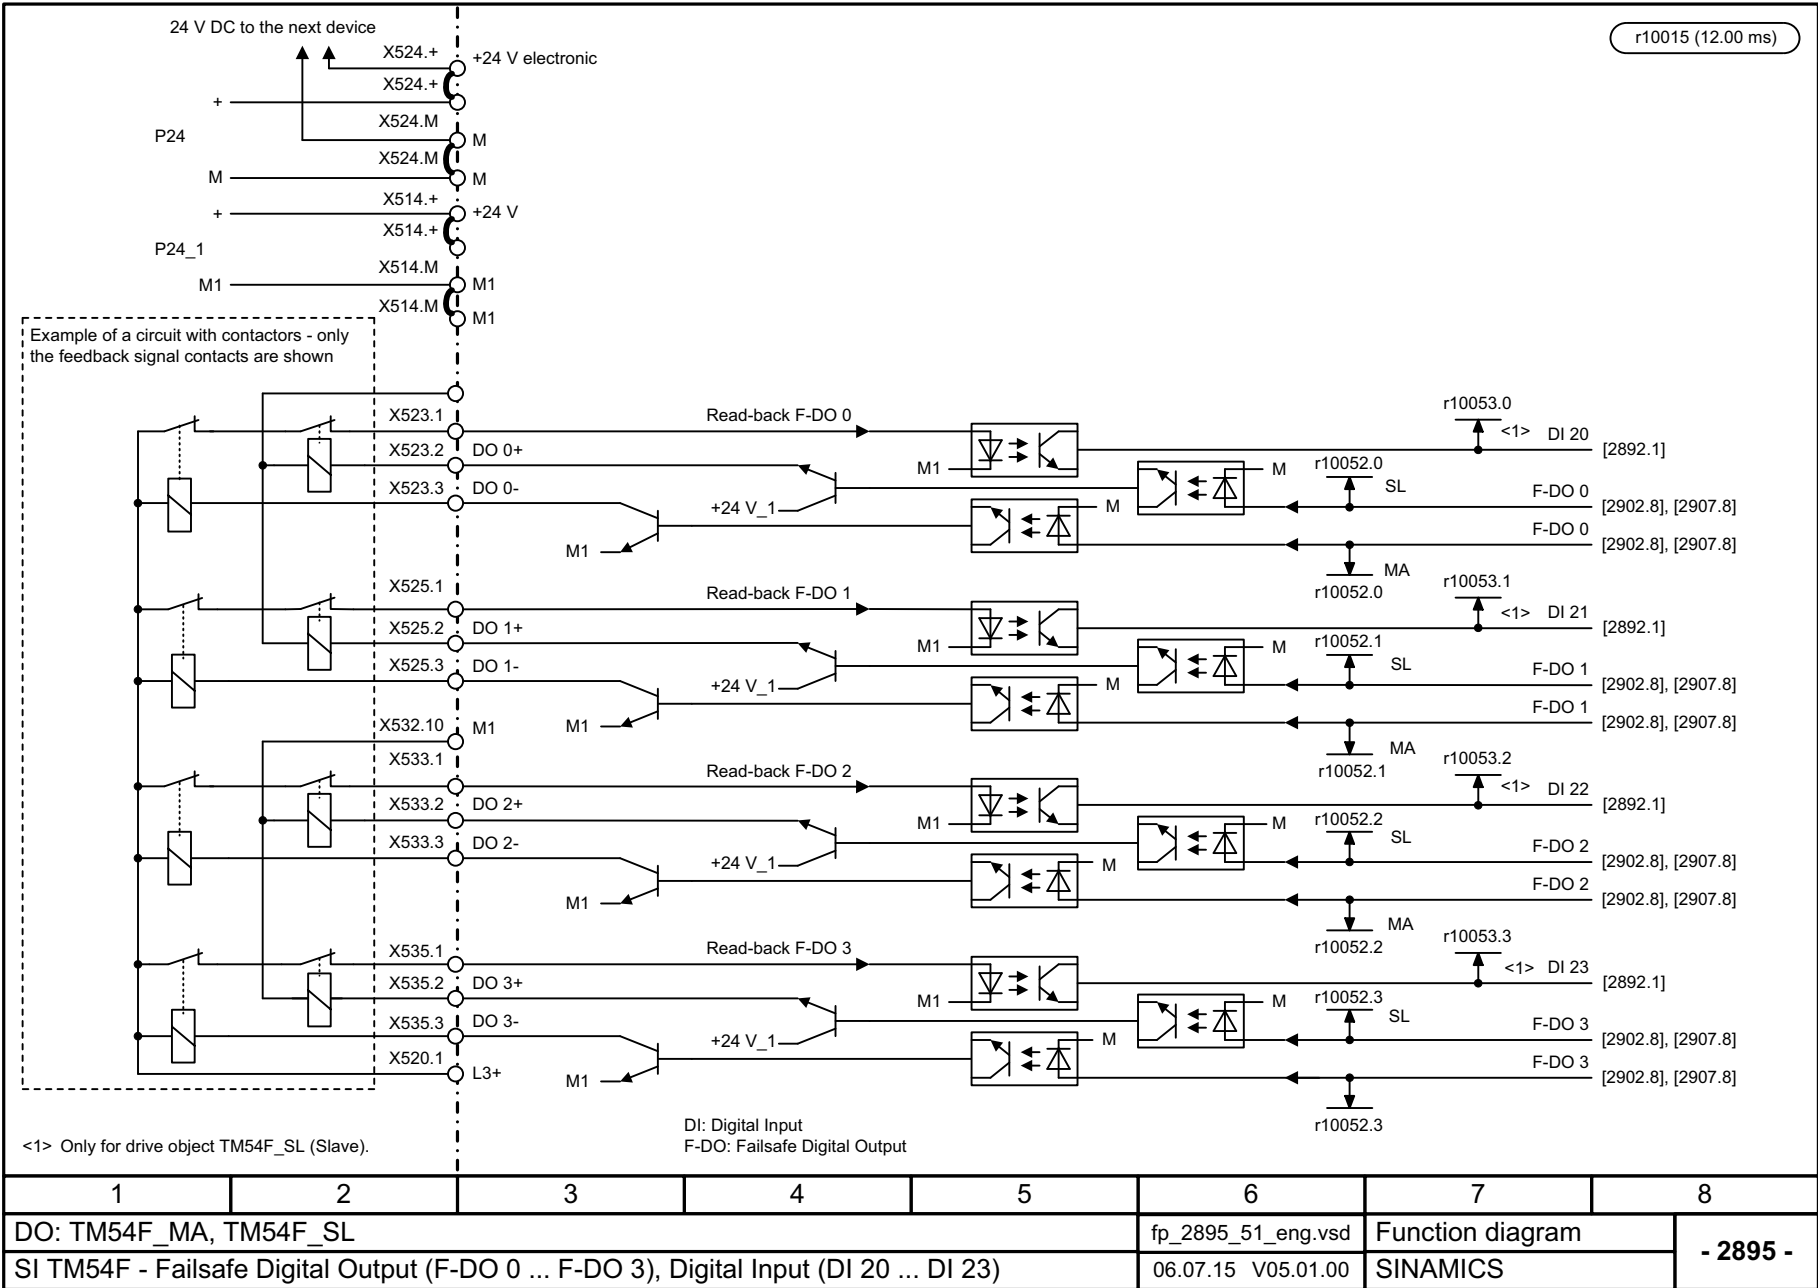 24 V DC to the next device
r10015 (12.00 ms)
X524.+
+24 V electronic
X524.+
+
X524.M
P24
M
X524.M
M
M
X514.+
+
+24 V
X514.+
P24_1
X514.M
M1
M1
X514.M
M1
Example of a circuit with contactors - only
the feedback signal contacts are shown
X523.1
Read-back F-DO 0
r10053.0
<1>
DI 20
[2892.1]
X523.2
DO 0+
M1
M
r10052.0
SL
X523.3
DO 0-
+24 V_1
M
F-DO 0
[2902.8], [2907.8]
F-DO 0
[2902.8], [2907.8]
M1
MA
r10052.0
X525.1
Read-back F-DO 1
r10053.1
<1>
DI 21
[2892.1]
X525.2
DO 1+
M1
M
r10052.1
SL
X525.3
DO 1-
+24 V_1
M
F-DO 1
[2902.8], [2907.8]
F-DO 1
[2902.8], [2907.8]
X532.10
M1
M1
MA
r10052.1
X533.1
Read-back F-DO 2
r10053.2
<1>
DI 22
[2892.1]
X533.2
DO 2+
M1
M
r10052.2
SL
X533.3
DO 2-
+24 V_1
M
F-DO 2
[2902.8], [2907.8]
F-DO 2
[2902.8], [2907.8]
M1
MA
r10052.2
X535.1
Read-back F-DO 3
r10053.3
<1>
DI 23
[2892.1]
X535.2
DO 3+
M1
M
r10052.3
SL
X535.3
DO 3-
+24 V_1
M
F-DO 3
[2902.8], [2907.8]
F-DO 3
[2902.8], [2907.8]
X520.1
L3+
M1
r10052.3
<1> Only for drive object TM54F_SL (Slave).
DI: Digital Input
F-DO: Failsafe Digital Output
1 2 3 4 5 6 7 8
DO: TM54F_MA, TM54F_SL
fp_2895_51_eng.vsd
Function diagram
- 2895 -
SI TM54F - Failsafe Digital Output (F-DO 0 ... F-DO 3), Digital Input (DI 20 ... DI 23)
06.07.15 V05.01.00
SINAMICS